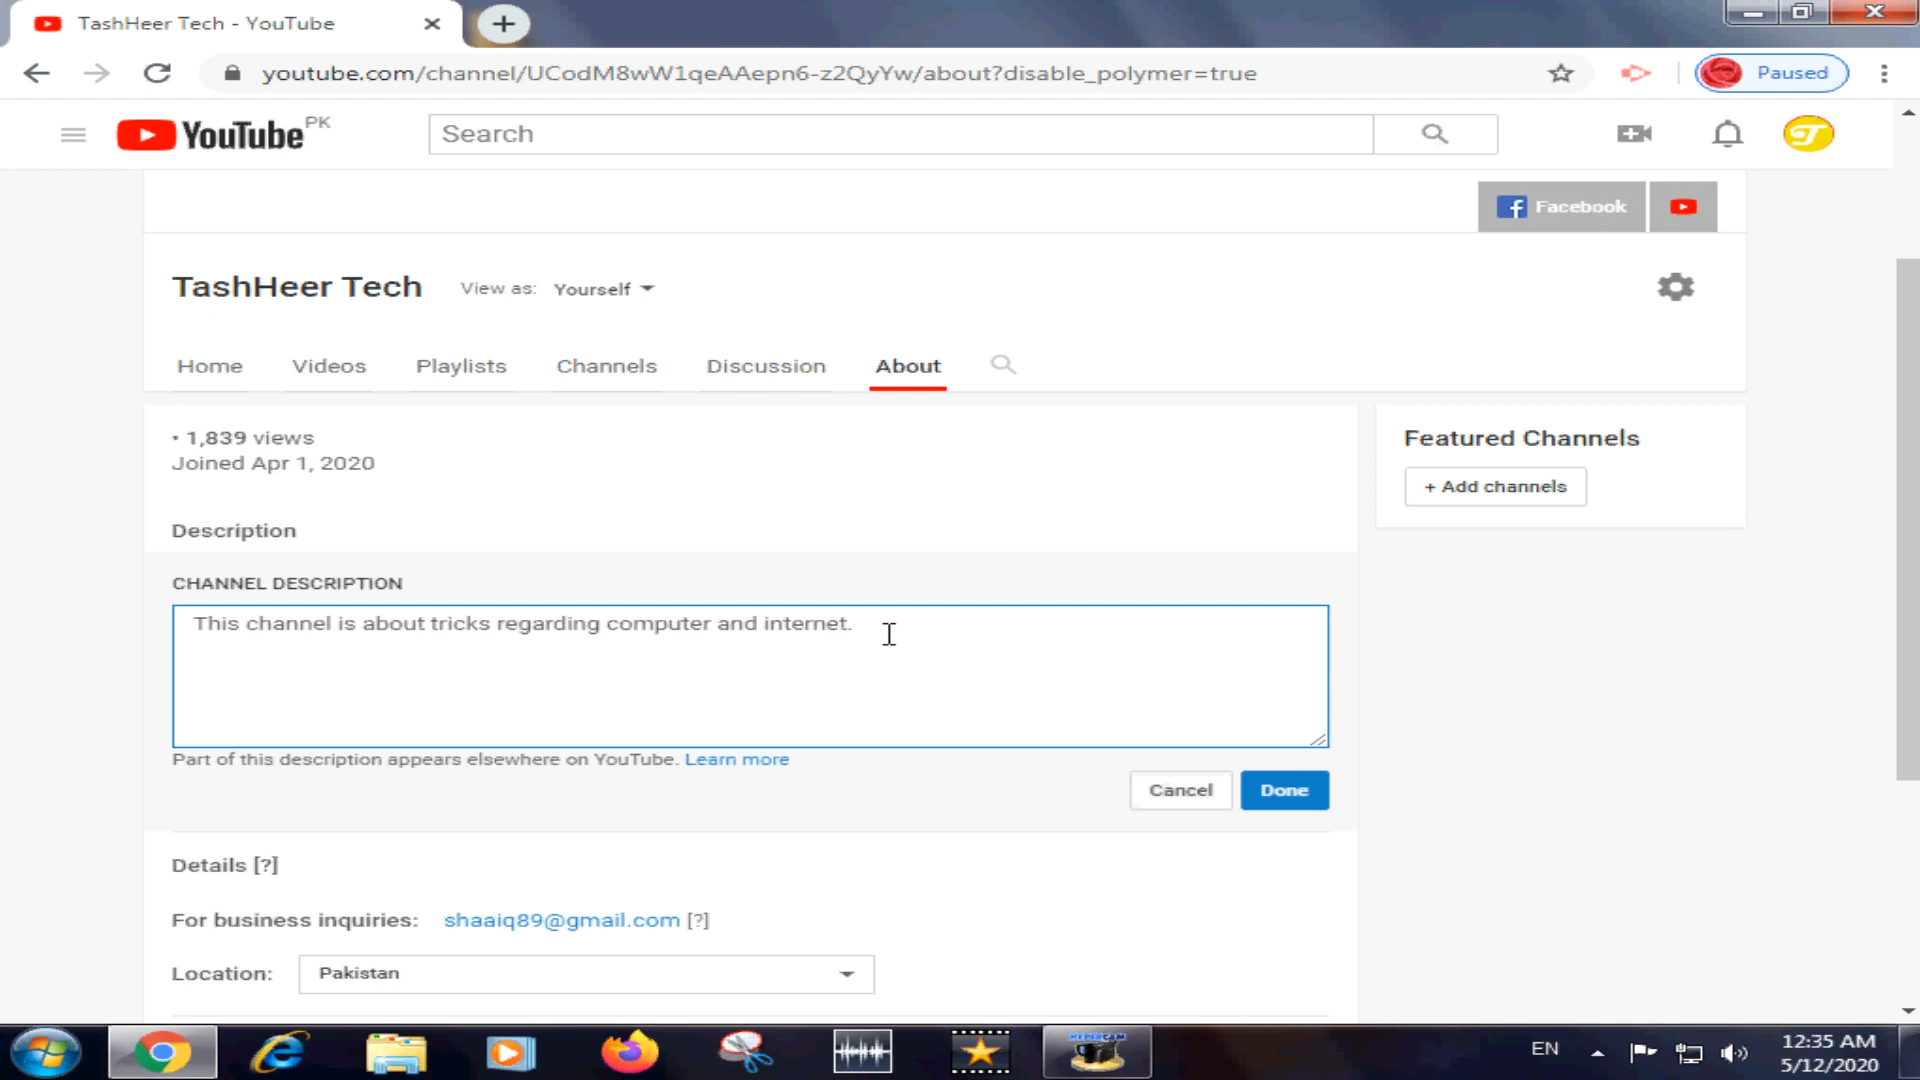 TashHeer Tech - YouTube
youtube.com/channel/UCodM8wW1qeAAepn6-z2QyYw/about?disable_polymer=true
Paused
YouTube PK
Search
Facebook
TashHeer Tech View as: Yourself
Home Videos Playlists Channels Discussion About
• 1,839 views
Joined Apr 1, 2020
Featured Channels
+ Add channels
Description
CHANNEL DESCRIPTION
This channel is about tricks regarding computer and internet.
Part of this description appears elsewhere on YouTube. Learn more
Cancel Done
Details [?]
For business inquiries: shaaiq89@gmail.com [?]
Location: Pakistan
HYPERCAM
EN
12:35 AM
5/12/2020